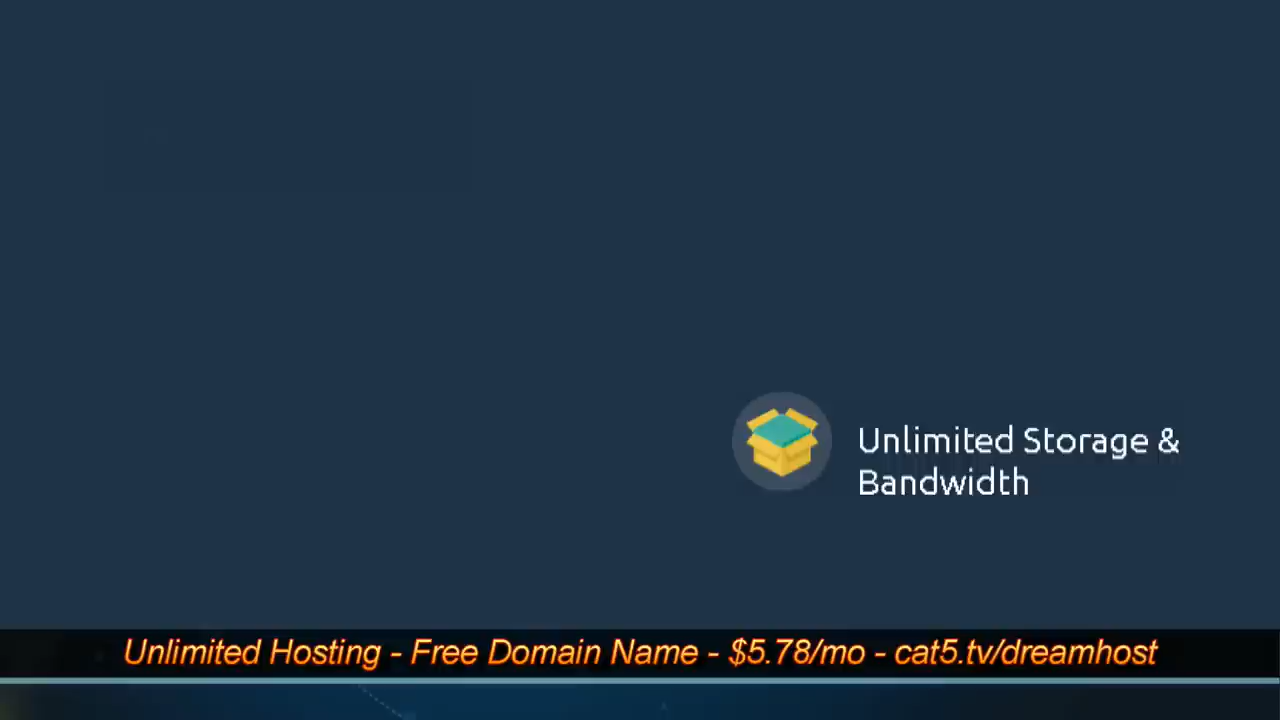 Unlimited Storage &
Bandwidth
Unlimited Hosting - Free Domain Name - $5.78/mo - cat5.tv/dreamhost